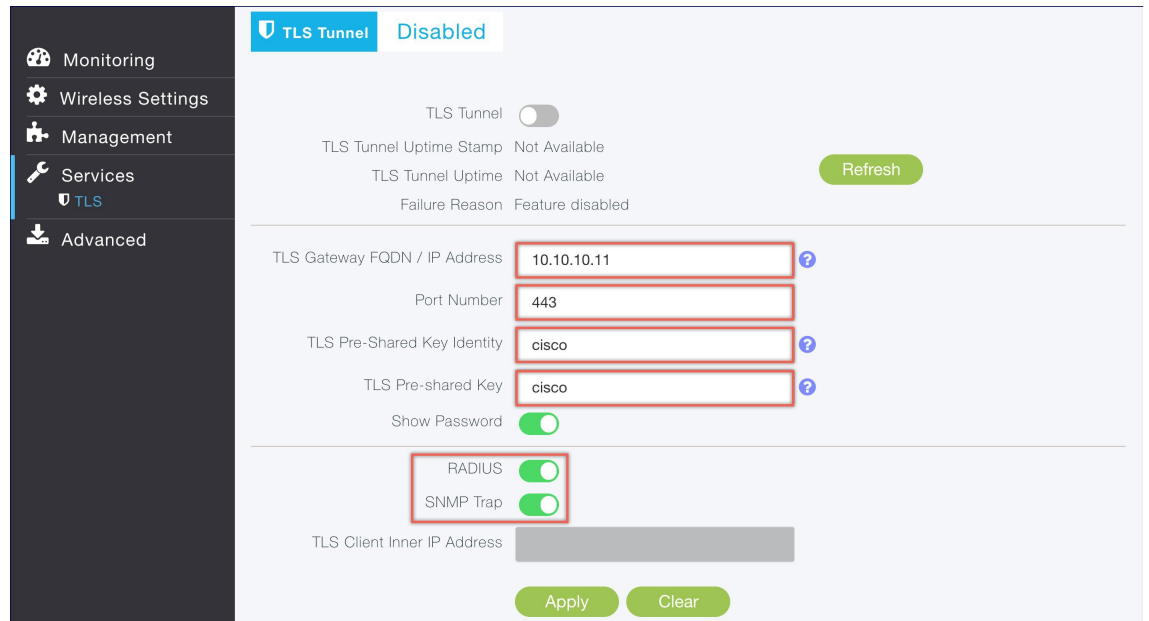 TLS Tunnel Disabled
Monitoring
Wireless Settings
Management
Services
TLS
Advanced
TLS Tunnel
TLS Tunnel Uptime Stamp Not Available
TLS Tunnel Uptime Not Available
Refresh
Failure Reason Feature disabled
TLS Gateway FQDN / IP Address 10.10.10.11 ?
Port Number 443
TLS Pre-Shared Key Identity cisco ?
TLS Pre-shared Key cisco ?
Show Password
RADIUS
SNMP Trap
TLS Client Inner IP Address
Apply Clear